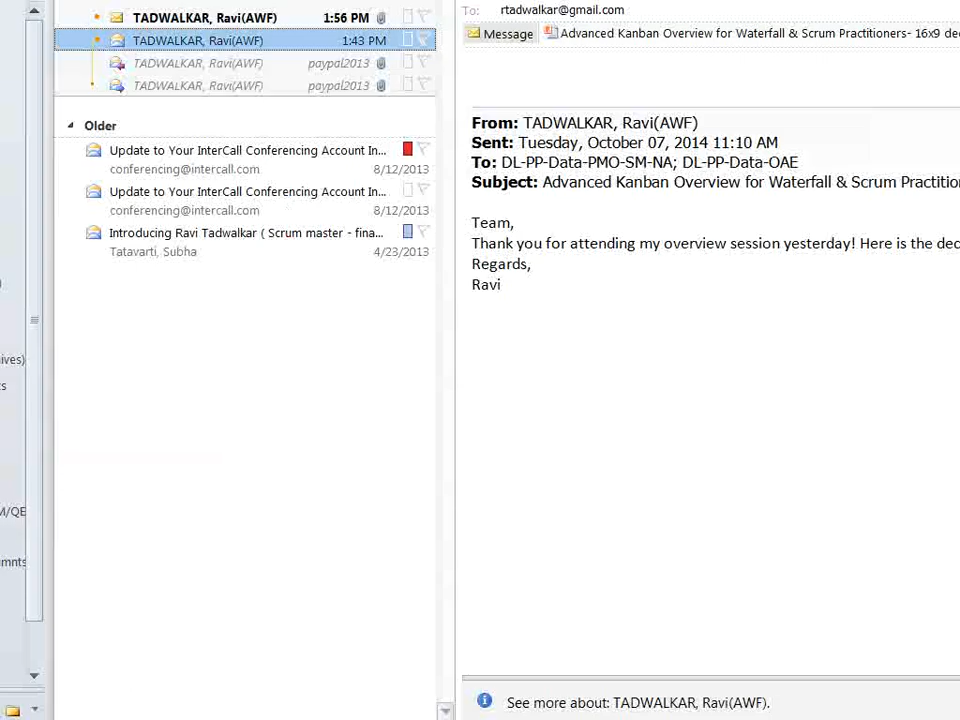 TADWALKAR, Ravi(AWF) 1:56 PM
TADWALKAR, Ravi(AWF) 1:43 PM
TADWALKAR, Ravi(AWF) paypal2013
TADWALKAR, Ravi(AWF) paypal2013
Older
Update to Your InterCall Conferencing Account In...
conferencing@intercall.com 8/12/2013
Update to Your InterCall Conferencing Account In...
conferencing@intercall.com 8/12/2013
Introducing Ravi Tadwalkar ( Scrum master - fina...
Tatavarti, Subha 4/23/2013
ives)
ts
M/QE
umnts
To: rtadwalkar@gmail.com
Message Advanced Kanban Overview for Waterfall & Scrum Practitioners- 16x9 dec
From: TADWALKAR, Ravi(AWF)
Sent: Tuesday, October 07, 2014 11:10 AM
To: DL-PP-Data-PMO-SM-NA; DL-PP-Data-OAE
Subject: Advanced Kanban Overview for Waterfall & Scrum Practitio
Team,
Thank you for attending my overview session yesterday! Here is the dec
Regards,
Ravi
See more about: TADWALKAR, Ravi(AWF).